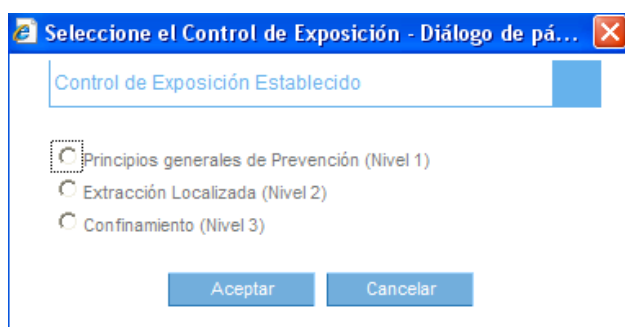 Seleccione el Control de Exposición - Diálogo de pá...
Control de Exposición Establecido
Principios generales de Prevención (Nivel 1)
Extracción Localizada (Nivel 2)
Confinamiento (Nivel 3)
Aceptar Cancelar